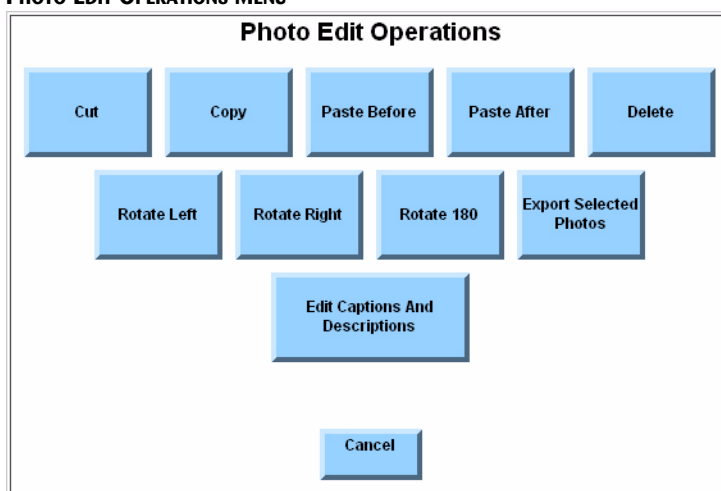 PHOTO EDIT OPERATIONS MENU
Photo Edit Operations
Cut
Copy
Paste Before
Paste After
Delete
Rotate Left
Rotate Right
Rotate 180
Export Selected
Photos
Edit Captions And
Descriptions
Cancel